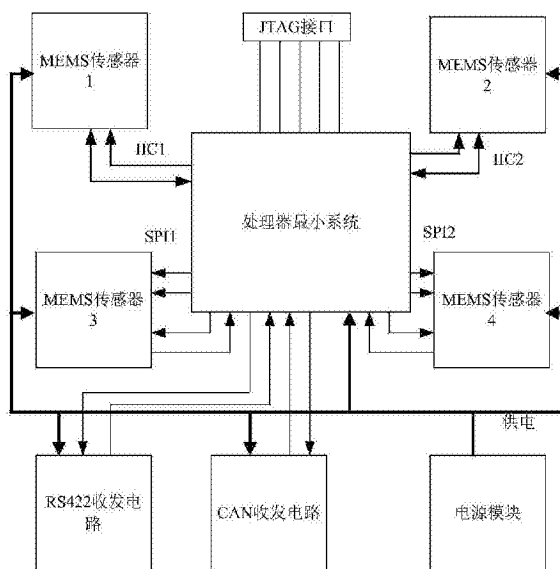 JTAG接口
MEMS传感器
1
MEMS传感器
2
IIC1
IIC2
处理器最小系统
SPI1
SPI2
MEMS传感器
3
MEMS传感器
4
供电
RS422收发电
路
CAN收发电路
电源模块